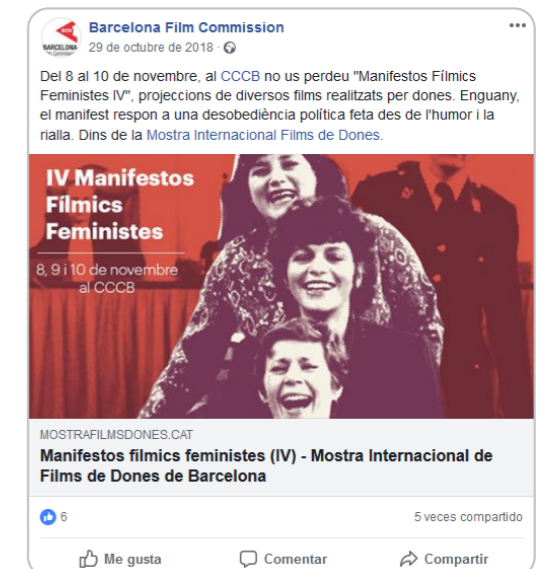 Barcelona Film Commission
29 de octubre de 2018 ·
Del 8 al 10 de novembre, al CCCB no us perdeu "Manifestos Fílmics
Feministes IV", projeccions de diversos films realitzats per dones. Enguany,
el manifest respon a una desobediència política feta des de l'humor i la
rialla. Dins de la Mostra Internacional Films de Dones.
IV Manifestos
Fílmics
Feministes
8, 9 i 10 de novembre
al CCCB
MOSTRAFILMSDONES.CAT
Manifestos fílmics feministes (IV) - Mostra Internacional de
Films de Dones de Barcelona
6
5 veces compartido
Me gusta
Comentar
Compartir